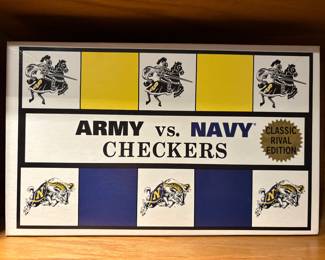 ARMY vs. NAVY
CHECKERS
CLASSIC
RIVAL
EDITION